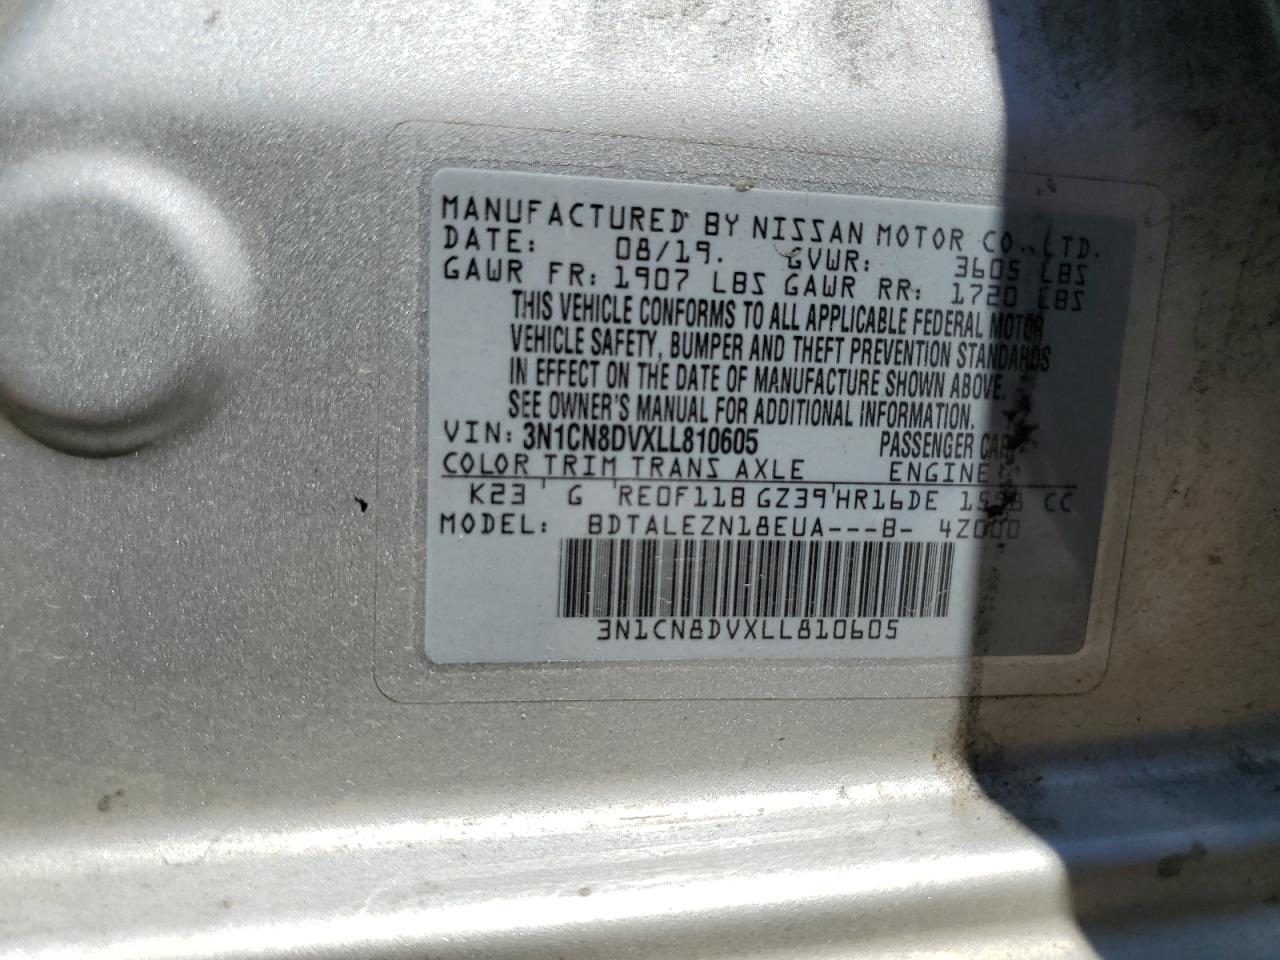 MANUFACTURED BY NISSAN MOTOR CO., LTD.
DATE: 08/19. GVWR: 3605 LBS
GAWR FR: 1907 LBS GAWR RR: 1720 LBS
THIS VEHICLE CONFORMS TO ALL APPLICABLE FEDERAL MOTOR
VEHICLE SAFETY, BUMPER AND THEFT PREVENTION STANDARDS
IN EFFECT ON THE DATE OF MANUFACTURE SHOWN ABOVE.
SEE OWNER'S MANUAL FOR ADDITIONAL INFORMATION.
VIN: 3N1CN8DVXLL810605 PASSENGER CAR
COLOR TRIM TRANS AXLE ENGINE
K23 G RE0F11B GZ39 HR16DE 1598 CC
MODEL: BDTALEZN18EUA---B- 4Z000
3N1CN8DVXLL810605